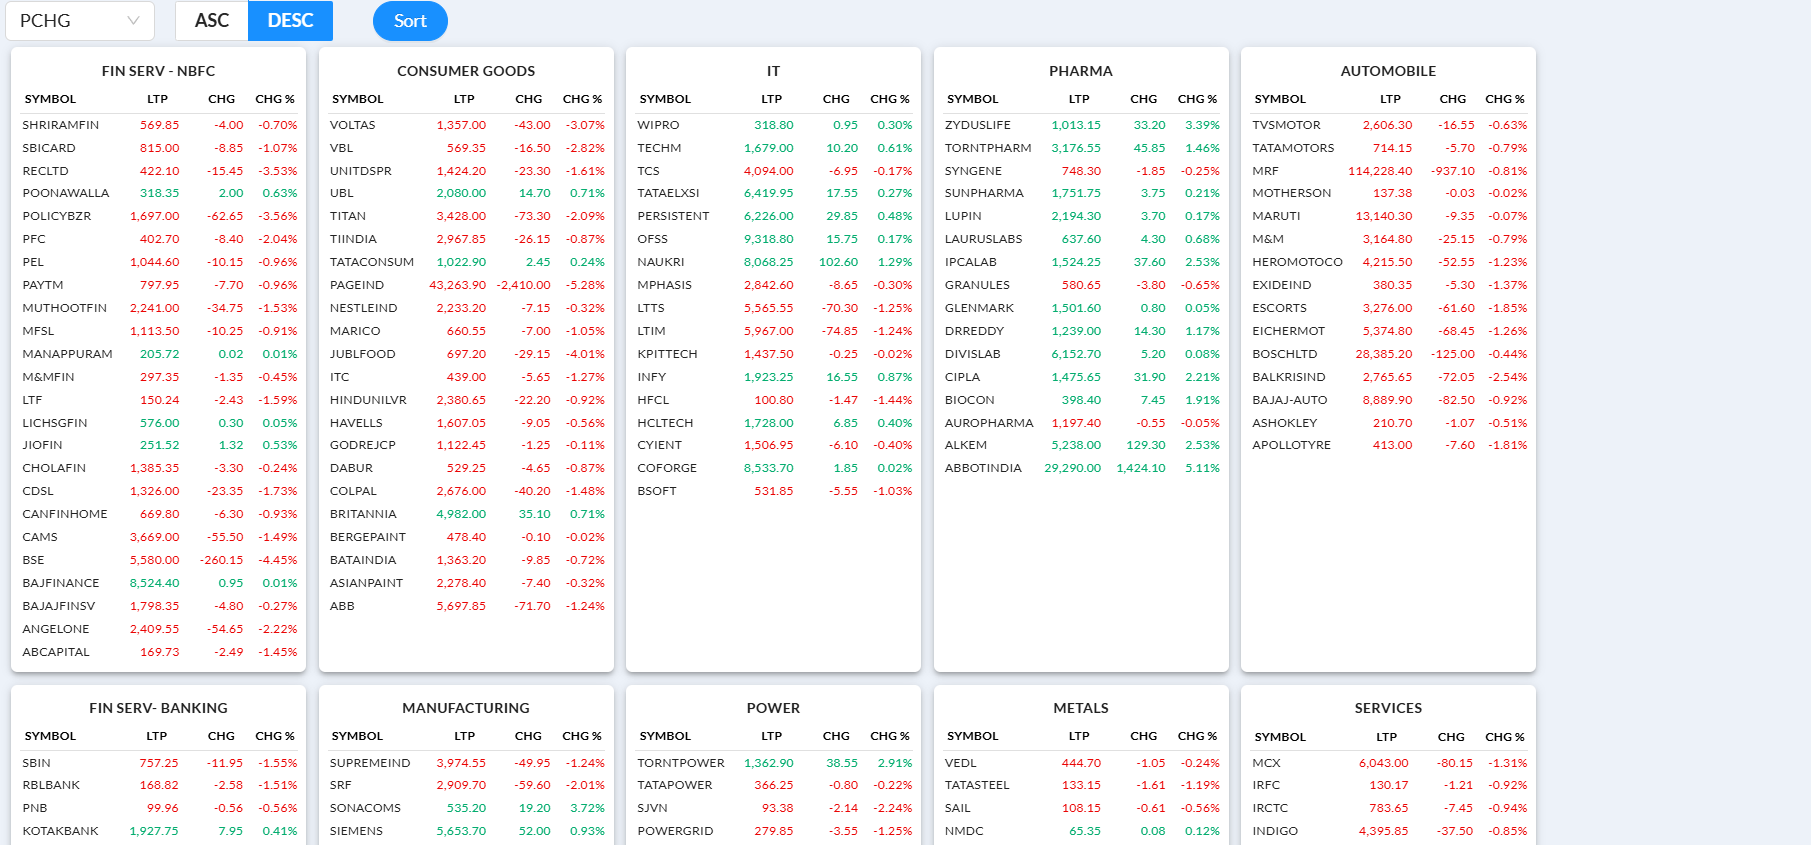 PCHG ASC DESC Sort
FIN SERV - NBFC
SYMBOL LTP CHG CHG %
SHRIRAMFIN 569.85 -4.00 -0.70%
SBICARD 815.00 -8.85 -1.07%
RECLTD 422.10 -15.45 -3.53%
POONAWALLA 318.35 2.00 0.63%
POLICYBZR 1,697.00 -62.65 -3.56%
PFC 402.70 -8.40 -2.04%
PEL 1,044.60 -10.15 -0.96%
PAYTM 797.95 -7.70 -0.96%
MUTHOOTFIN 2,241.00 -34.75 -1.53%
MFSL 1,113.50 -10.25 -0.91%
MANAPPURAM 205.72 0.02 0.01%
M&MFIN 297.35 -1.35 -0.45%
LTF 150.24 -2.43 -1.59%
LICHSGFIN 576.00 0.30 0.05%
JIOFIN 251.52 1.32 0.53%
CHOLAFIN 1,385.35 -3.30 -0.24%
CDSL 1,326.00 -23.35 -1.73%
CANFINHOME 669.80 -6.30 -0.93%
CAMS 3,669.00 -55.50 -1.49%
BSE 5,580.00 -260.15 -4.45%
BAJFINANCE 8,524.40 0.95 0.01%
BAJAJFINSV 1,798.35 -4.80 -0.27%
ANGELONE 2,409.55 -54.65 -2.22%
ABCAPITAL 169.73 -2.49 -1.45%
CONSUMER GOODS
SYMBOL LTP CHG CHG %
VOLTAS 1,357.00 -43.00 -3.07%
VBL 569.35 -16.50 -2.82%
UNITDSPR 1,424.20 -23.30 -1.61%
UBL 2,080.00 14.70 0.71%
TITAN 3,428.00 -73.30 -2.09%
TIINDIA 2,967.85 -26.15 -0.87%
TATACONSUM 1,022.90 2.45 0.24%
PAGEIND 43,263.90 -2,410.00 -5.28%
NESTLEIND 2,233.20 -7.15 -0.32%
MARICO 660.55 -7.00 -1.05%
JUBLFOOD 697.20 -29.15 -4.01%
ITC 439.00 -5.65 -1.27%
HINDUNILVR 2,380.65 -22.20 -0.92%
HAVELLS 1,607.05 -9.05 -0.56%
GODREJCP 1,122.45 -1.25 -0.11%
DABUR 529.25 -4.65 -0.87%
COLPAL 2,676.00 -40.20 -1.48%
BRITANNIA 4,982.00 35.10 0.71%
BERGEPAINT 478.40 -0.10 -0.02%
BATAINDIA 1,363.20 -9.85 -0.72%
ASIANPAINT 2,278.40 -7.40 -0.32%
ABB 5,697.85 -71.70 -1.24%
IT
SYMBOL LTP CHG CHG %
WIPRO 318.80 0.95 0.30%
TECHM 1,679.00 10.20 0.61%
TCS 4,094.00 -6.95 -0.17%
TATAELXSI 6,419.95 17.55 0.27%
PERSISTENT 6,226.00 29.85 0.48%
OFSS 9,318.80 15.75 0.17%
NAUKRI 8,068.25 102.60 1.29%
MPHASIS 2,842.60 -8.65 -0.30%
LTTS 5,565.55 -70.30 -1.25%
LTIM 5,967.00 -74.85 -1.24%
KPITTECH 1,437.50 -0.25 -0.02%
INFY 1,923.25 16.55 0.87%
HFCL 100.80 -1.47 -1.44%
HCLTECH 1,728.00 6.85 0.40%
CYIENT 1,506.95 -6.10 -0.40%
COFORGE 8,533.70 1.85 0.02%
BSOFT 531.85 -5.55 -1.03%
PHARMA
SYMBOL LTP CHG CHG %
ZYDUSLIFE 1,013.15 33.20 3.39%
TORNTPHARM 3,176.55 45.85 1.46%
SYNGENE 748.30 -1.85 -0.25%
SUNPHARMA 1,751.75 3.75 0.21%
LUPIN 2,194.30 3.70 0.17%
LAURUSLABS 637.60 4.30 0.68%
IPCALAB 1,524.25 37.60 2.53%
GRANULES 580.65 -3.80 -0.65%
GLENMARK 1,501.60 0.80 0.05%
DRREDDY 1,239.00 14.30 1.17%
DIVISLAB 6,152.70 5.20 0.08%
CIPLA 1,475.65 31.90 2.21%
BIOCON 398.40 7.45 1.91%
AUROPHARMA 1,197.40 -0.55 -0.05%
ALKEM 5,238.00 129.30 2.53%
ABBOTINDIA 29,290.00 1,424.10 5.11%
AUTOMOBILE
SYMBOL LTP CHG CHG %
TVSMOTOR 2,606.30 -16.55 -0.63%
TATAMOTORS 714.15 -5.70 -0.79%
MRF 114,228.40 -937.10 -0.81%
MOTHERSON 137.38 -0.03 -0.02%
MARUTI 13,140.30 -9.35 -0.07%
M&M 3,164.80 -25.15 -0.79%
HEROMOTOCO 4,215.50 -52.55 -1.23%
EXIDEIND 380.35 -5.30 -1.37%
ESCORTS 3,276.00 -61.60 -1.85%
EICHERMOT 5,374.80 -68.45 -1.26%
BOSCHLTD 28,385.20 -125.00 -0.44%
BALKRISIND 2,765.65 -72.05 -2.54%
BAJAJ-AUTO 8,889.90 -82.50 -0.92%
ASHOKLEY 210.70 -1.07 -0.51%
APOLLOTYRE 413.00 -7.60 -1.81%
FIN SERV- BANKING
SYMBOL LTP CHG CHG %
SBIN 757.25 -11.95 -1.55%
RBLBANK 168.82 -2.58 -1.51%
PNB 99.96 -0.56 -0.56%
KOTAKBANK 1,927.75 7.95 0.41%
MANUFACTURING
SYMBOL LTP CHG CHG %
SUPREMEIND 3,974.55 -49.95 -1.24%
SRF 2,909.70 -59.60 -2.01%
SONACOMS 535.20 19.20 3.72%
SIEMENS 5,653.70 52.00 0.93%
POWER
SYMBOL LTP CHG CHG %
TORNTPOWER 1,362.90 38.55 2.91%
TATAPOWER 366.25 -0.80 -0.22%
SJVN 93.38 -2.14 -2.24%
POWERGRID 279.85 -3.55 -1.25%
METALS
SYMBOL LTP CHG CHG %
VEDL 444.70 -1.05 -0.24%
TATASTEEL 133.15 -1.61 -1.19%
SAIL 108.15 -0.61 -0.56%
NMDC 65.35 0.08 0.12%
SERVICES
SYMBOL LTP CHG CHG %
MCX 6,043.00 -80.15 -1.31%
IRFC 130.17 -1.21 -0.92%
IRCTC 783.65 -7.45 -0.94%
INDIGO 4,395.85 -37.50 -0.85%